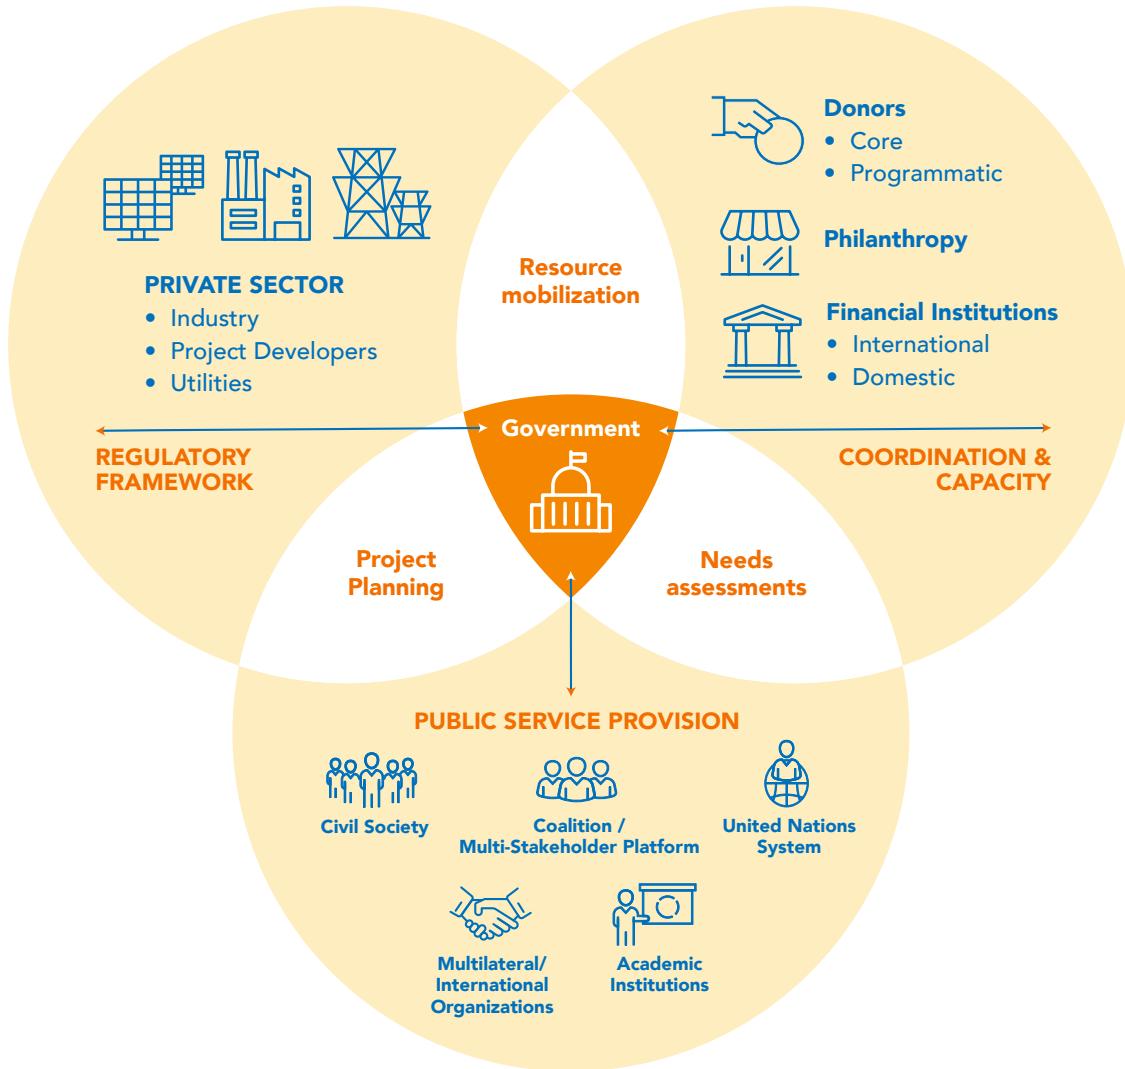 Donors
• Core
• Programmatic
Philanthropy
Financial Institutions
• International
• Domestic
PRIVATE SECTOR
• Industry
• Project Developers
• Utilities
Resource
mobilization
Government
REGULATORY
FRAMEWORK
COORDINATION &
CAPACITY
Project
Planning
Needs
assessments
PUBLIC SERVICE PROVISION
Civil Society
Coalition /
Multi-Stakeholder Platform
United Nations
System
Multilateral/
International
Organizations
Academic
Institutions